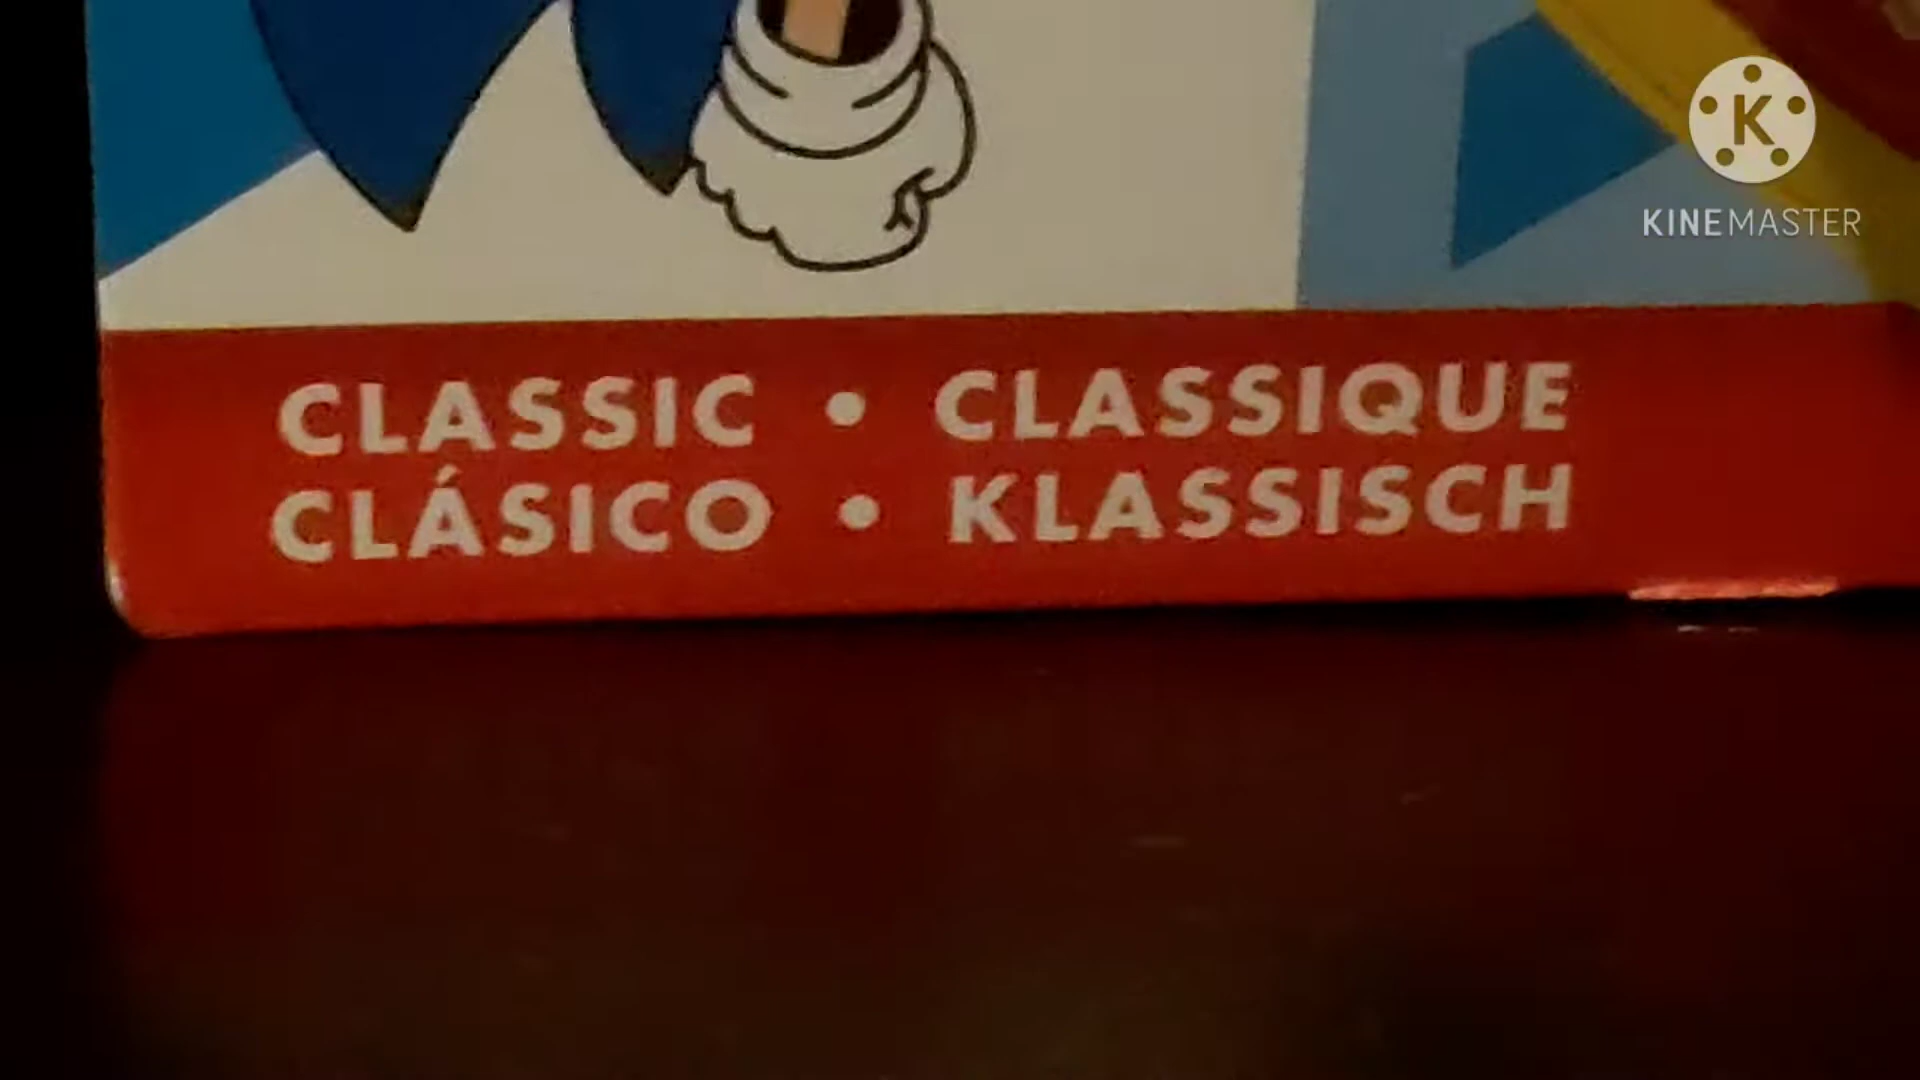 K
KINEMASTER
CLASSIC • CLASSIQUE
CLÁSICO • KLASSISCH